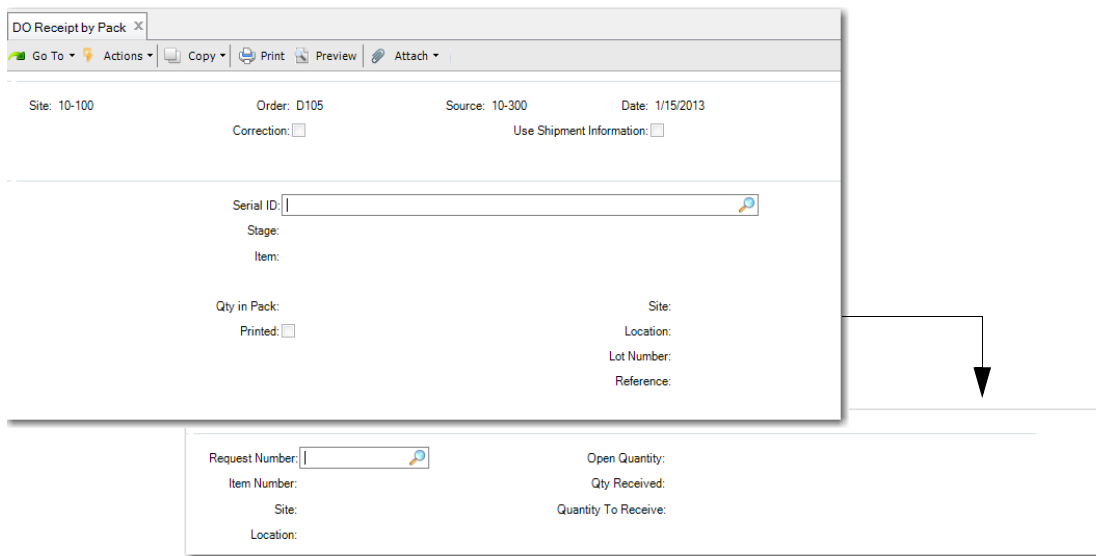 DO Receipt by Pack X
Go To Actions Copy Print Preview Attach
Site: 10-100 Order: D105 Source: 10-300 Date: 1/15/2013
Correction: Use Shipment Information:
Serial ID:
Stage:
Item:
Qty in Pack: Site:
Printed: Location:
Lot Number:
Reference:
Request Number: Open Quantity:
Item Number: Qty Received:
Site: Quantity To Receive:
Location: